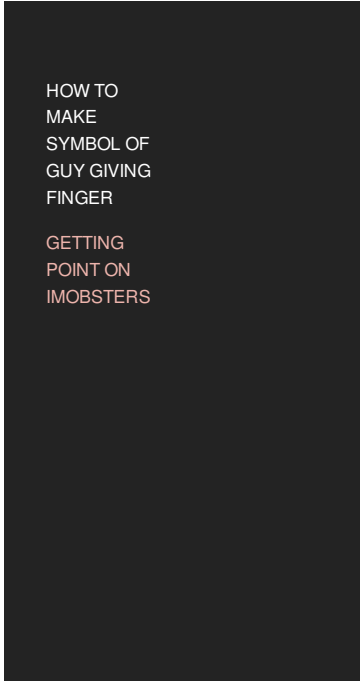 HOW TO
MAKE
SYMBOL OF
GUY GIVING
FINGER
GETTING
POINT ON
IMOBSTERS